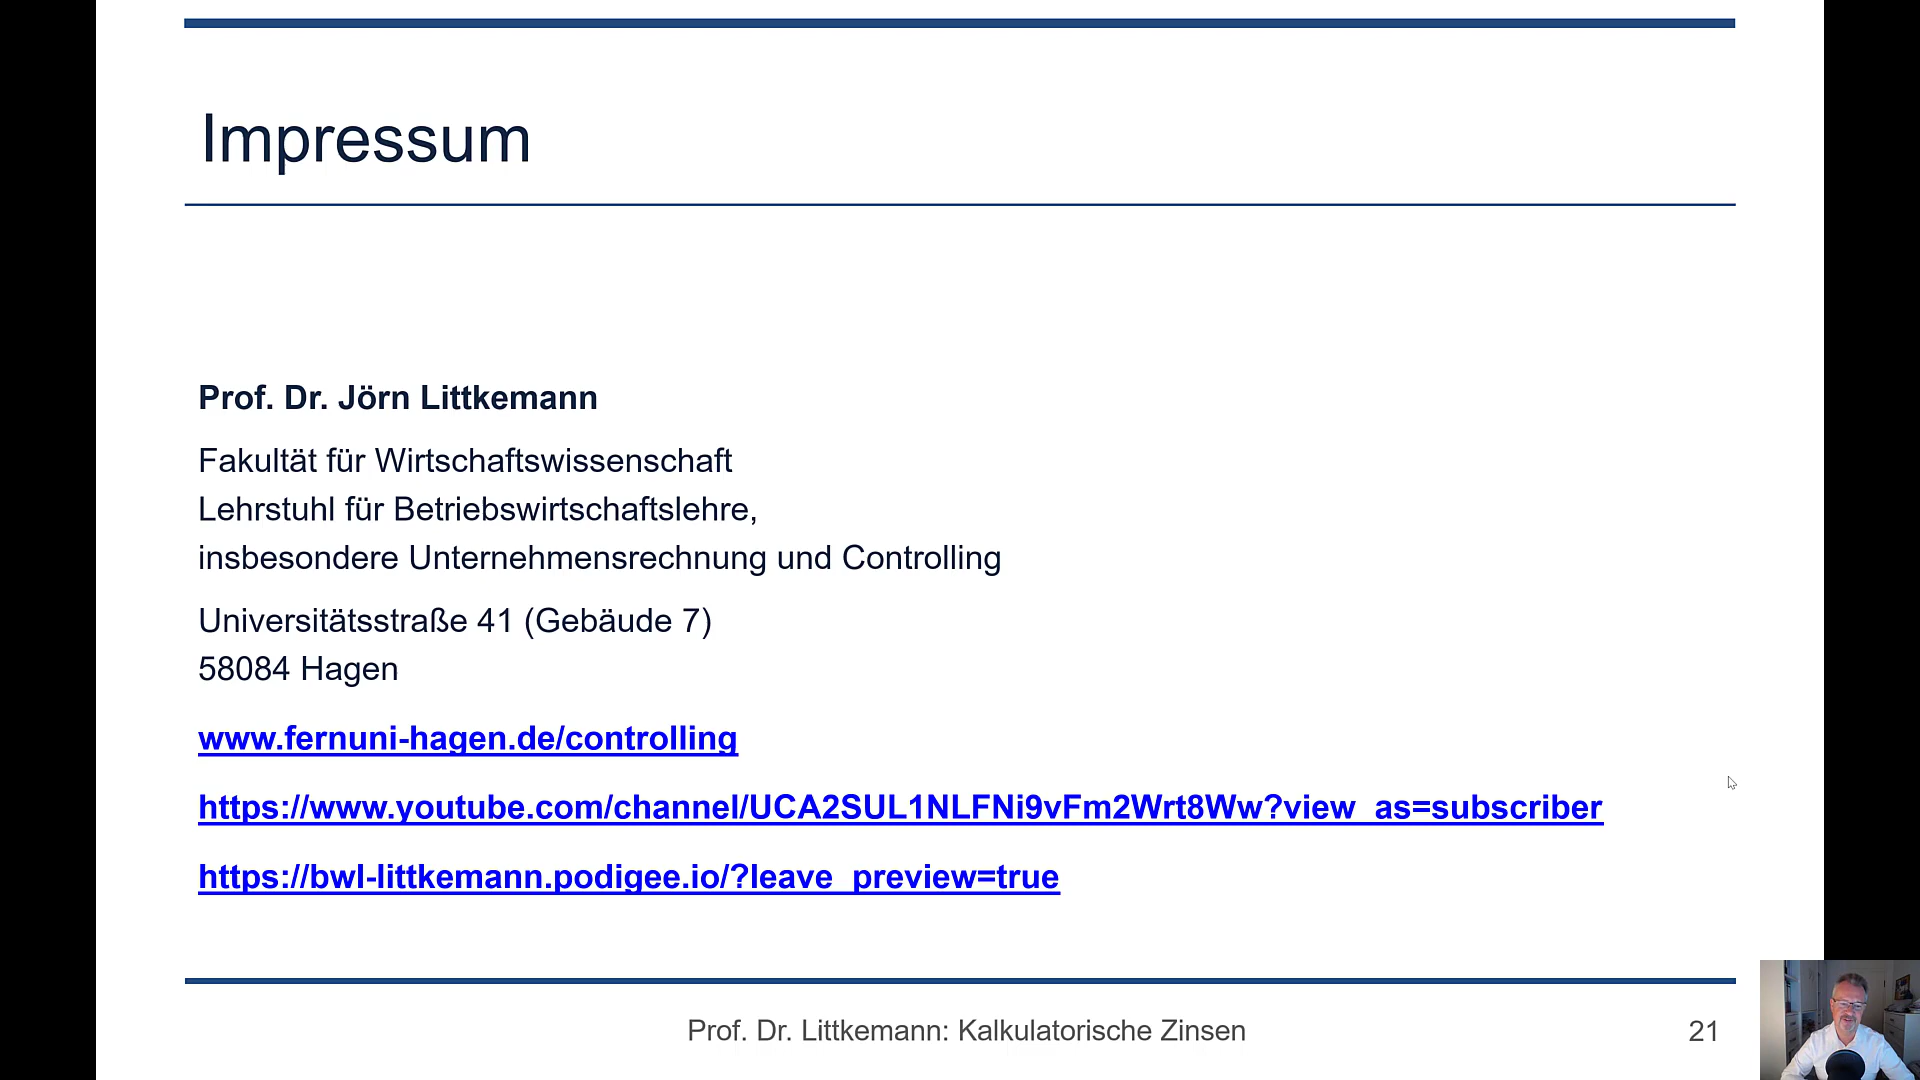 Impressum
Prof. Dr. Jörn Littkemann
Fakultät für Wirtschaftswissenschaft
Lehrstuhl für Betriebswirtschaftslehre,
insbesondere Unternehmensrechnung und Controlling
Universitätsstraße 41 (Gebäude 7)
58084 Hagen
www.fernuni-hagen.de/controlling
https://www.youtube.com/channel/UCA2SUL1NLFNi9vFm2Wrt8Ww?view_as=subscriber
https://bwl-littkemann.podigee.io/?leave_preview=true
Prof. Dr. Littkemann: Kalkulatorische Zinsen
21